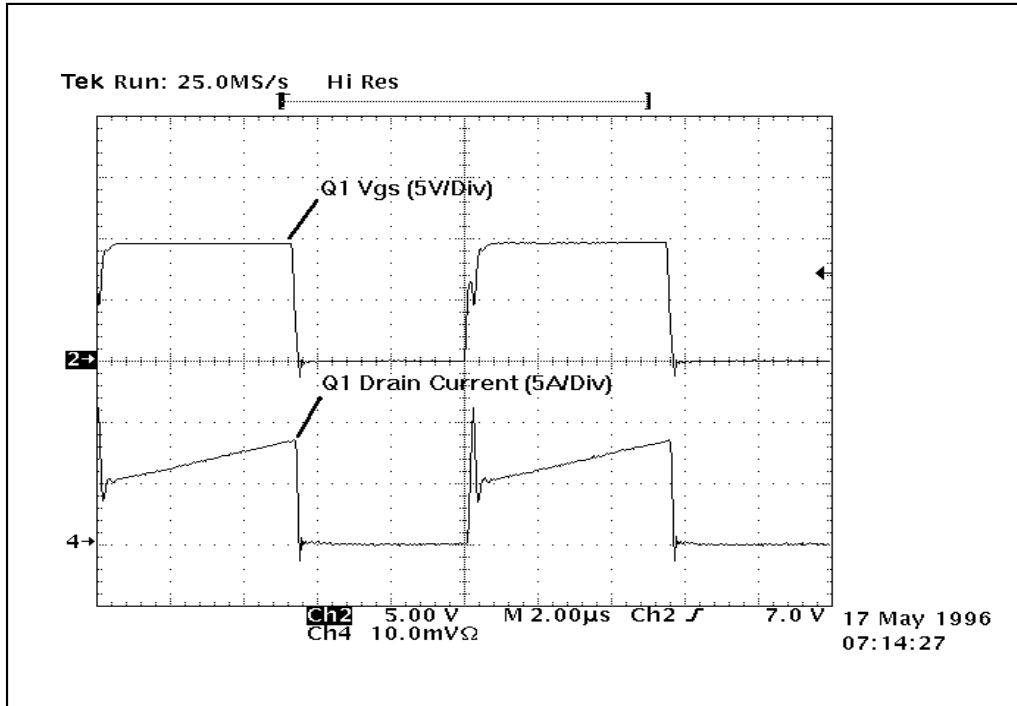 Tek Run: 25.0MS/s Hi Res
Q1 Vgs (5V/Div)
2→
Q1 Drain Current (5A/Div)
4→
Ch2 5.00 V M 2.00µs Ch2 ƒ 7.0 V
Ch4 10.0mVΩ
17 May 1996
07:14:27